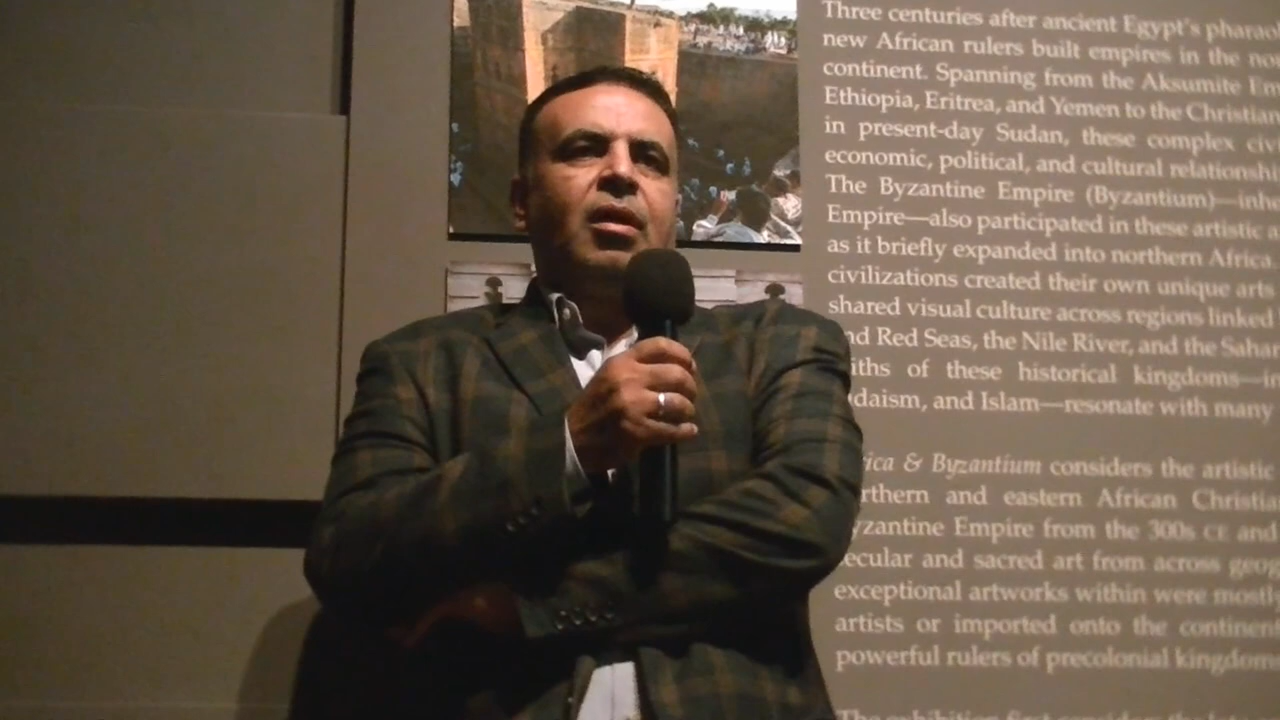 Three centuries after ancient Egypt's
new African rulers built empires in the
continent. Spanning from the Aksumite
Ethiopia, Eritrea, and Yemen to the Christian
in present-day Sudan, these complex
economic, political, and cultural
The Byzantine Empire (Byzantium)—
Empire—also participated in these artistic
as it briefly expanded into northern Africa.
civilizations created their own unique arts
shared visual culture across regions linked
Red Seas, the Nile River, and the
of these historical kingdoms—
and Islam—resonate with many
& Byzantium considers the artistic
and eastern African
Empire from the 300s CE and
and sacred art from across
exceptional artworks within were
artists or imported onto the
powerful rulers of precolonial
The exhibition first considers the